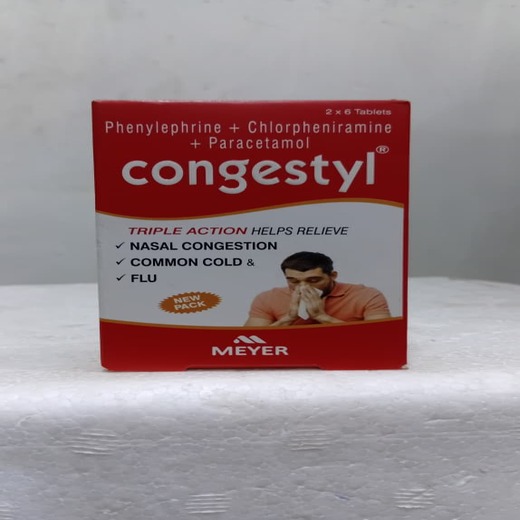 2 x 6 Tablets
Phenylephrine + Chlorpheniramine
+ Paracetamol
congestyl®
TRIPLE ACTION HELPS RELIEVE
✓ NASAL CONGESTION
✓ COMMON COLD &
✓ FLU
NEW
PACK
MEYER